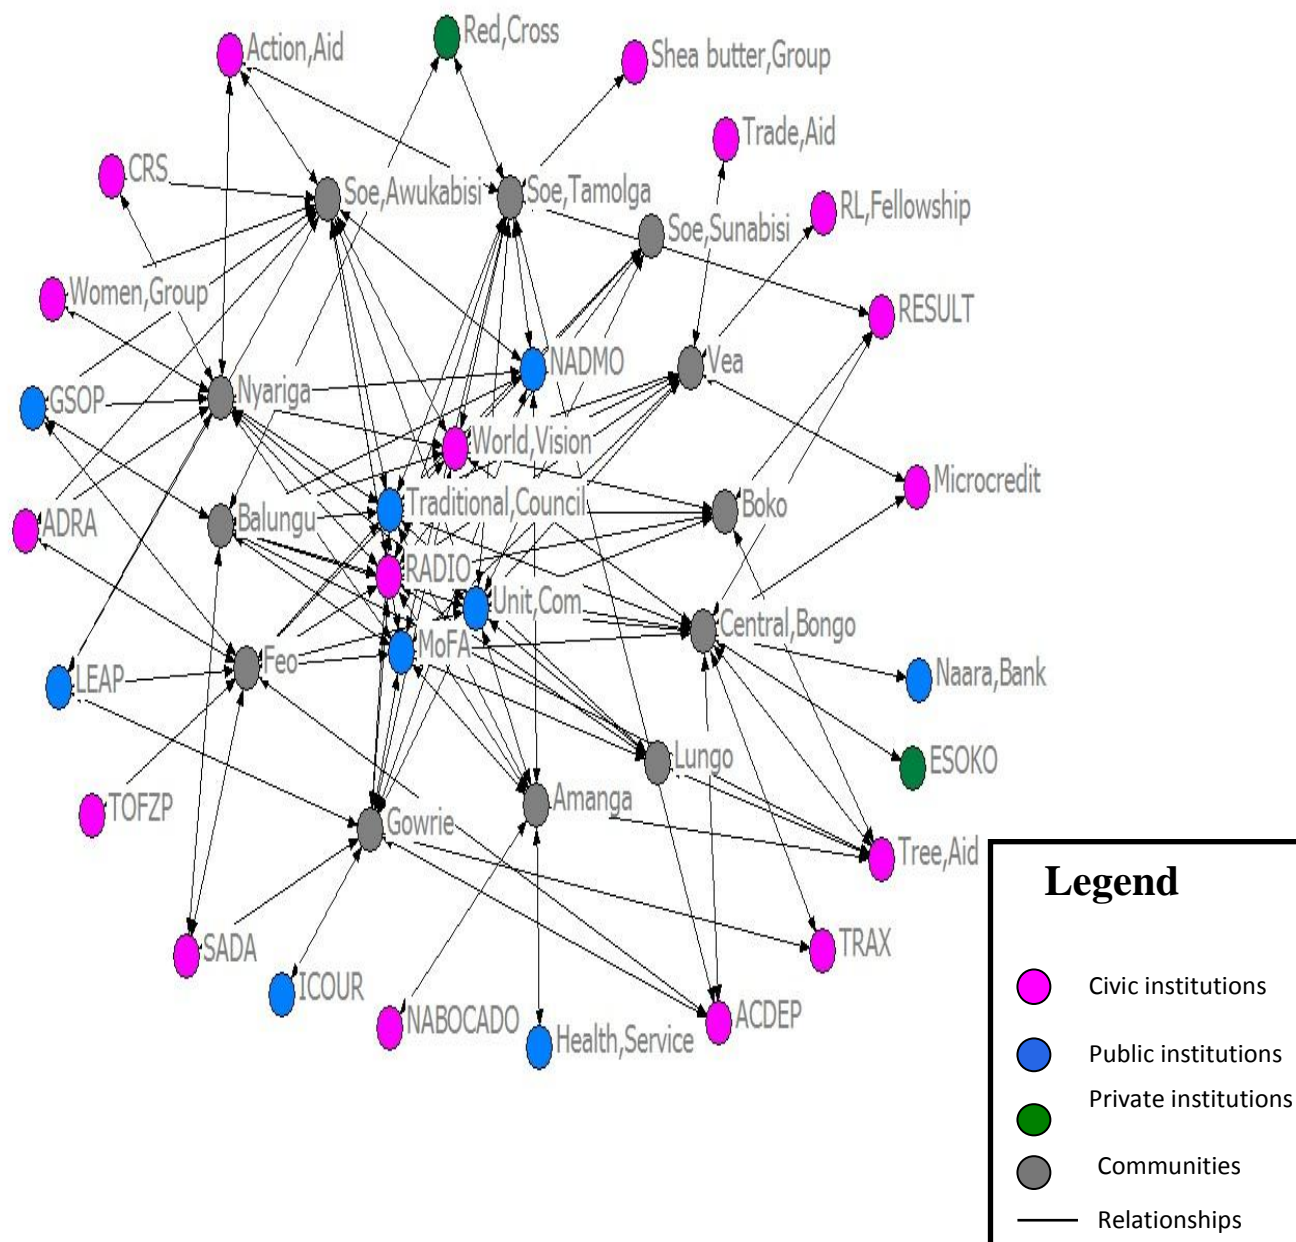 Red,Cross
Action,Aid
Shea butter,Group
Trade,Aid
CRS
Soe,Awukabisi
Soe,Tamolga
RL,Fellowship
Soe,Sunabisi
Women,Group
RESULT
NADMO
Vea
GSOP
Nyariga
World,Vision
Microcredit
Traditional,Council
Boko
ADRA
Balungu
RADIO
Unit,Com
Central,Bongo
MoFA
Feo
LEAP
Naara,Bank
Lungo
ESOKO
TOFZP
Gowrie
Amanga
Tree,Aid
SADA
TRAX
ICOUR
NABOCADO
Health,Service
ACDEP
Legend
Civic institutions
Public institutions
Private institutions
Communities
Relationships